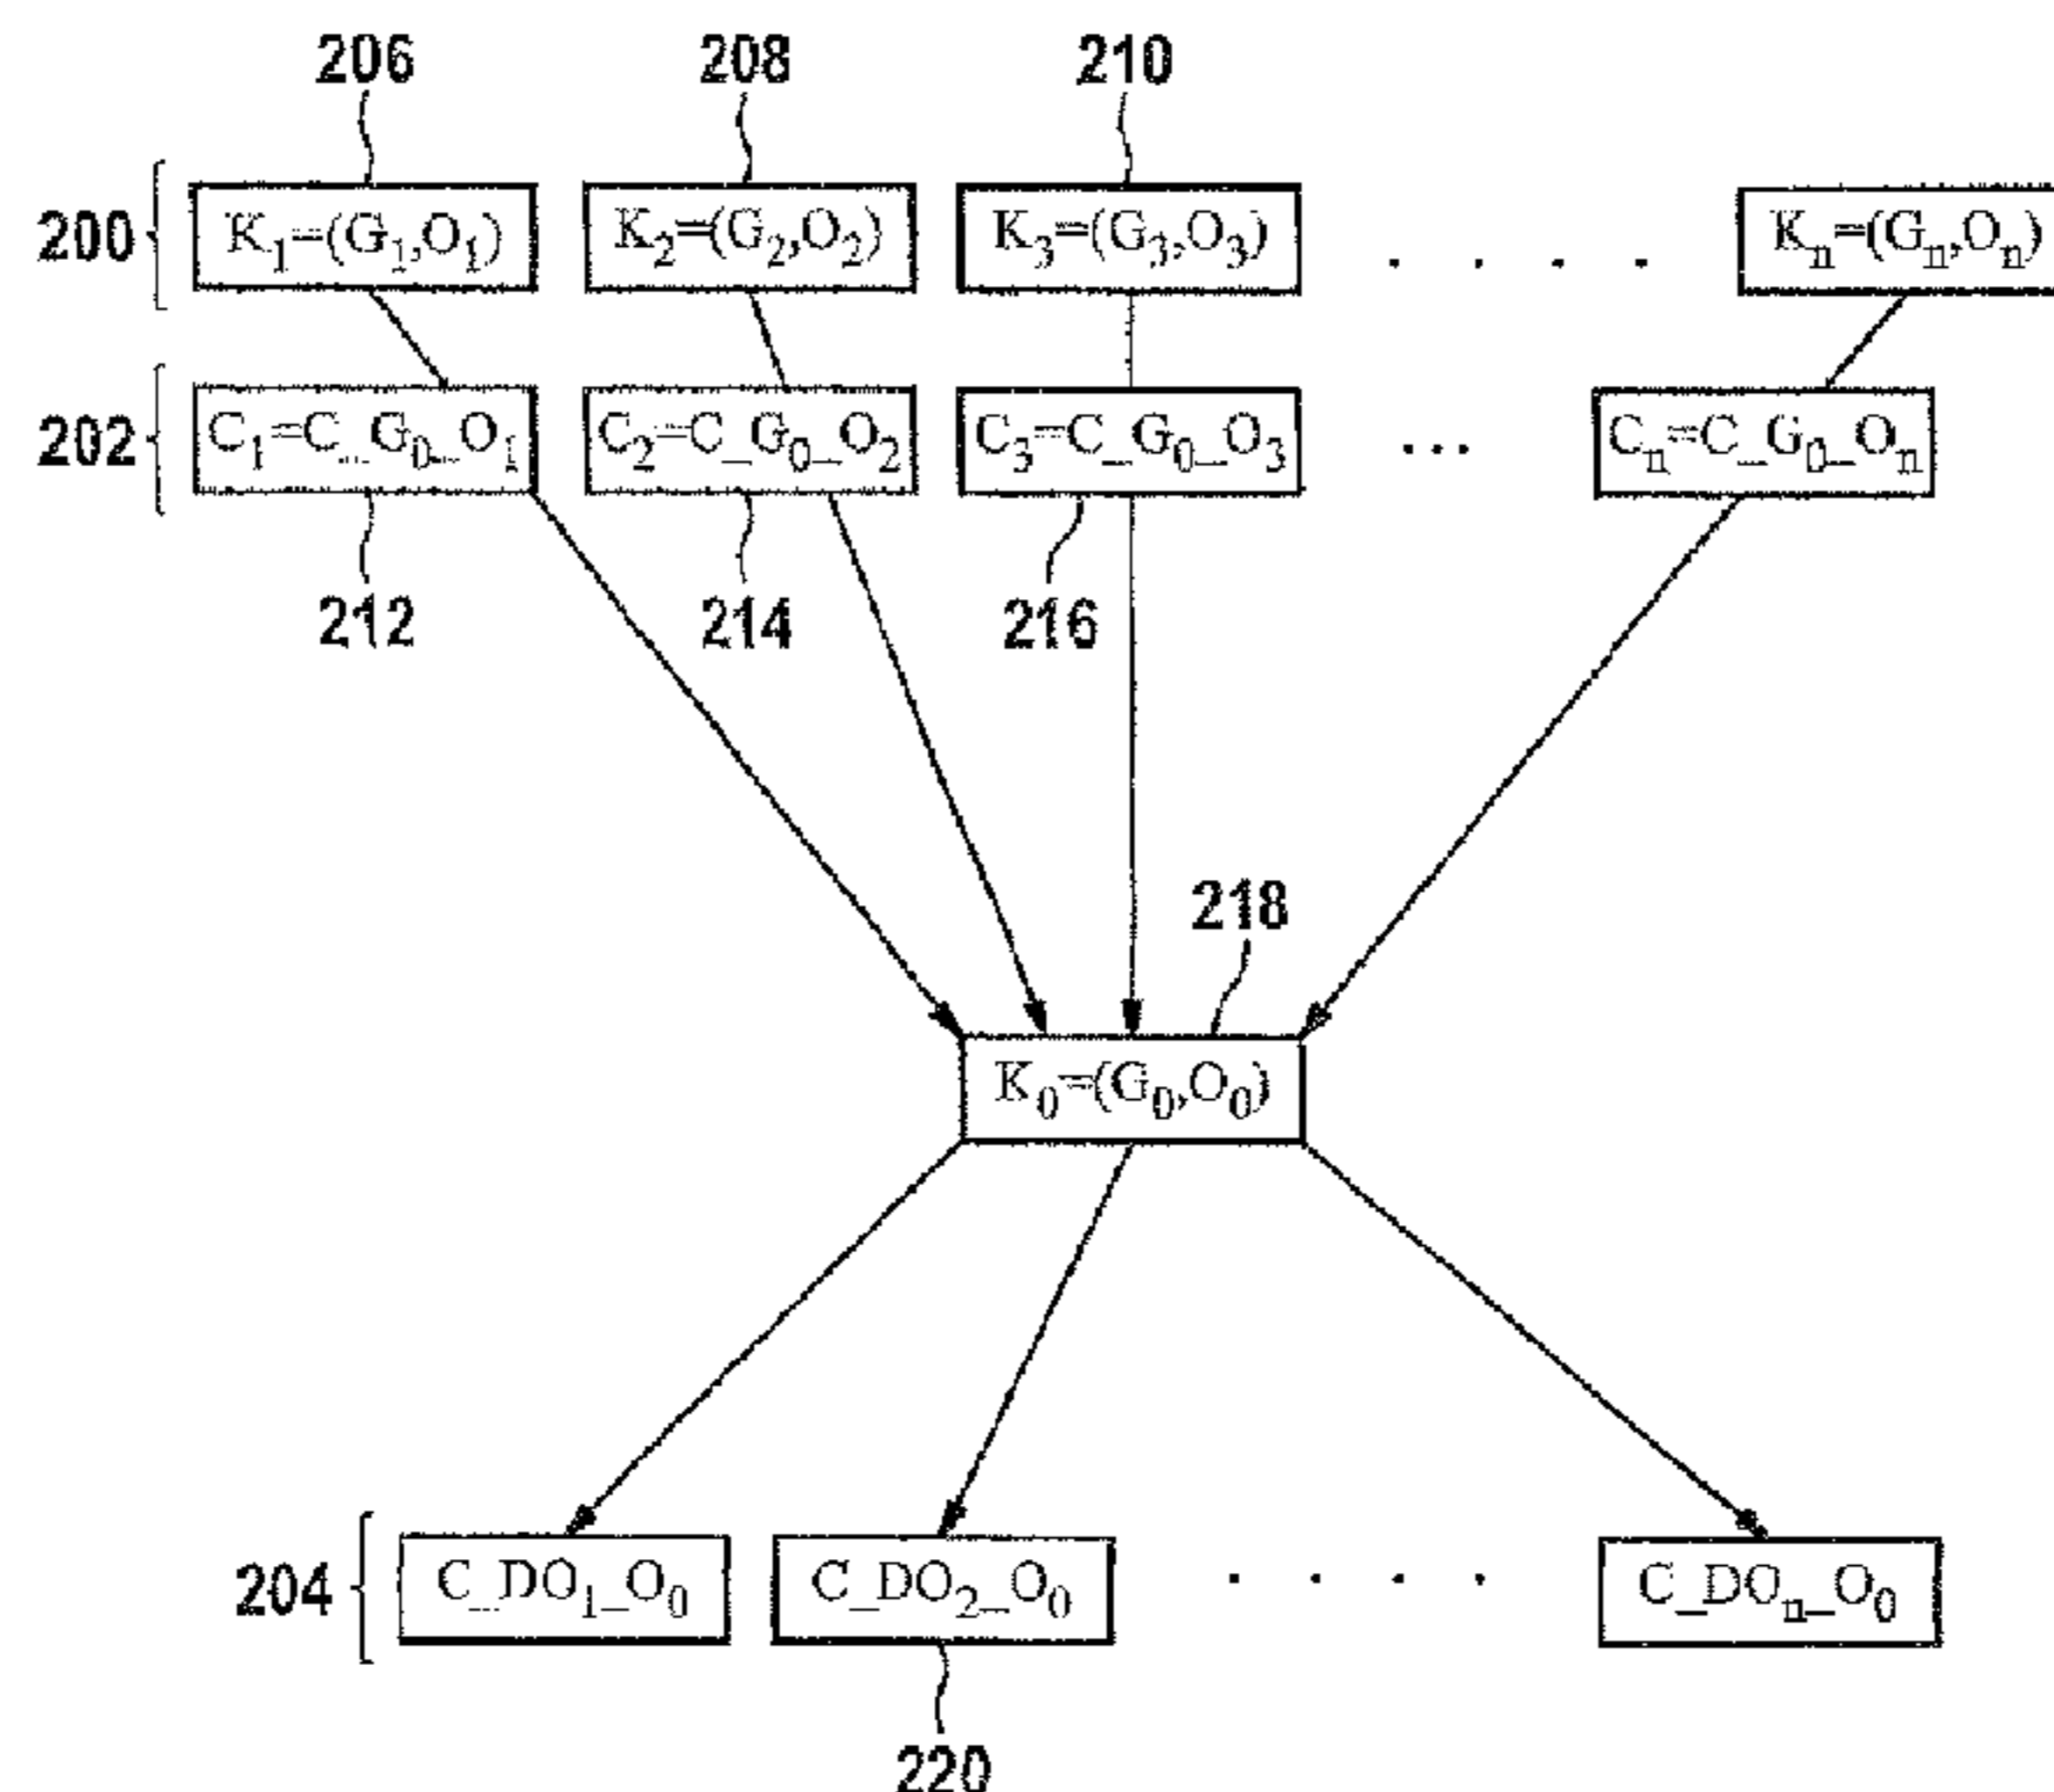 206 208 210
200 K₁=(G₁,O₁) K₂=(G₂,O₂) K₃=(G₃,O₃) . . . . Kₙ=(Gₙ,Oₙ)
202 C₁=C_G₀_O₁ C₂=C_G₀_O₂ C₃=C_G₀_O₃ ... Cₙ=C_G₀_Oₙ
212 214 216
218
K₀=(G₀,O₀)
204 C_DO₁_O₀ C_DO₂_O₀ . . . . C_DOₙ_O₀
220